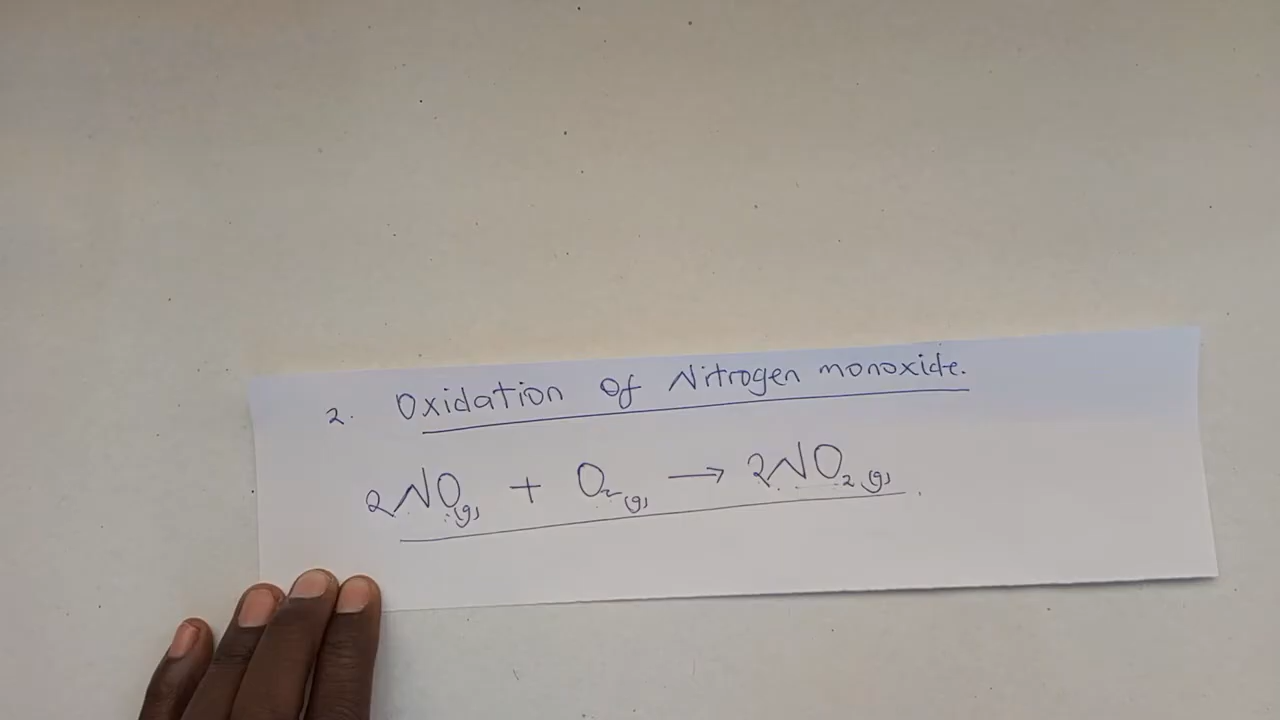 2. Oxidation Of Nitrogen monoxide.
2NO(g) + O₂(g) → 2NO₂(g).